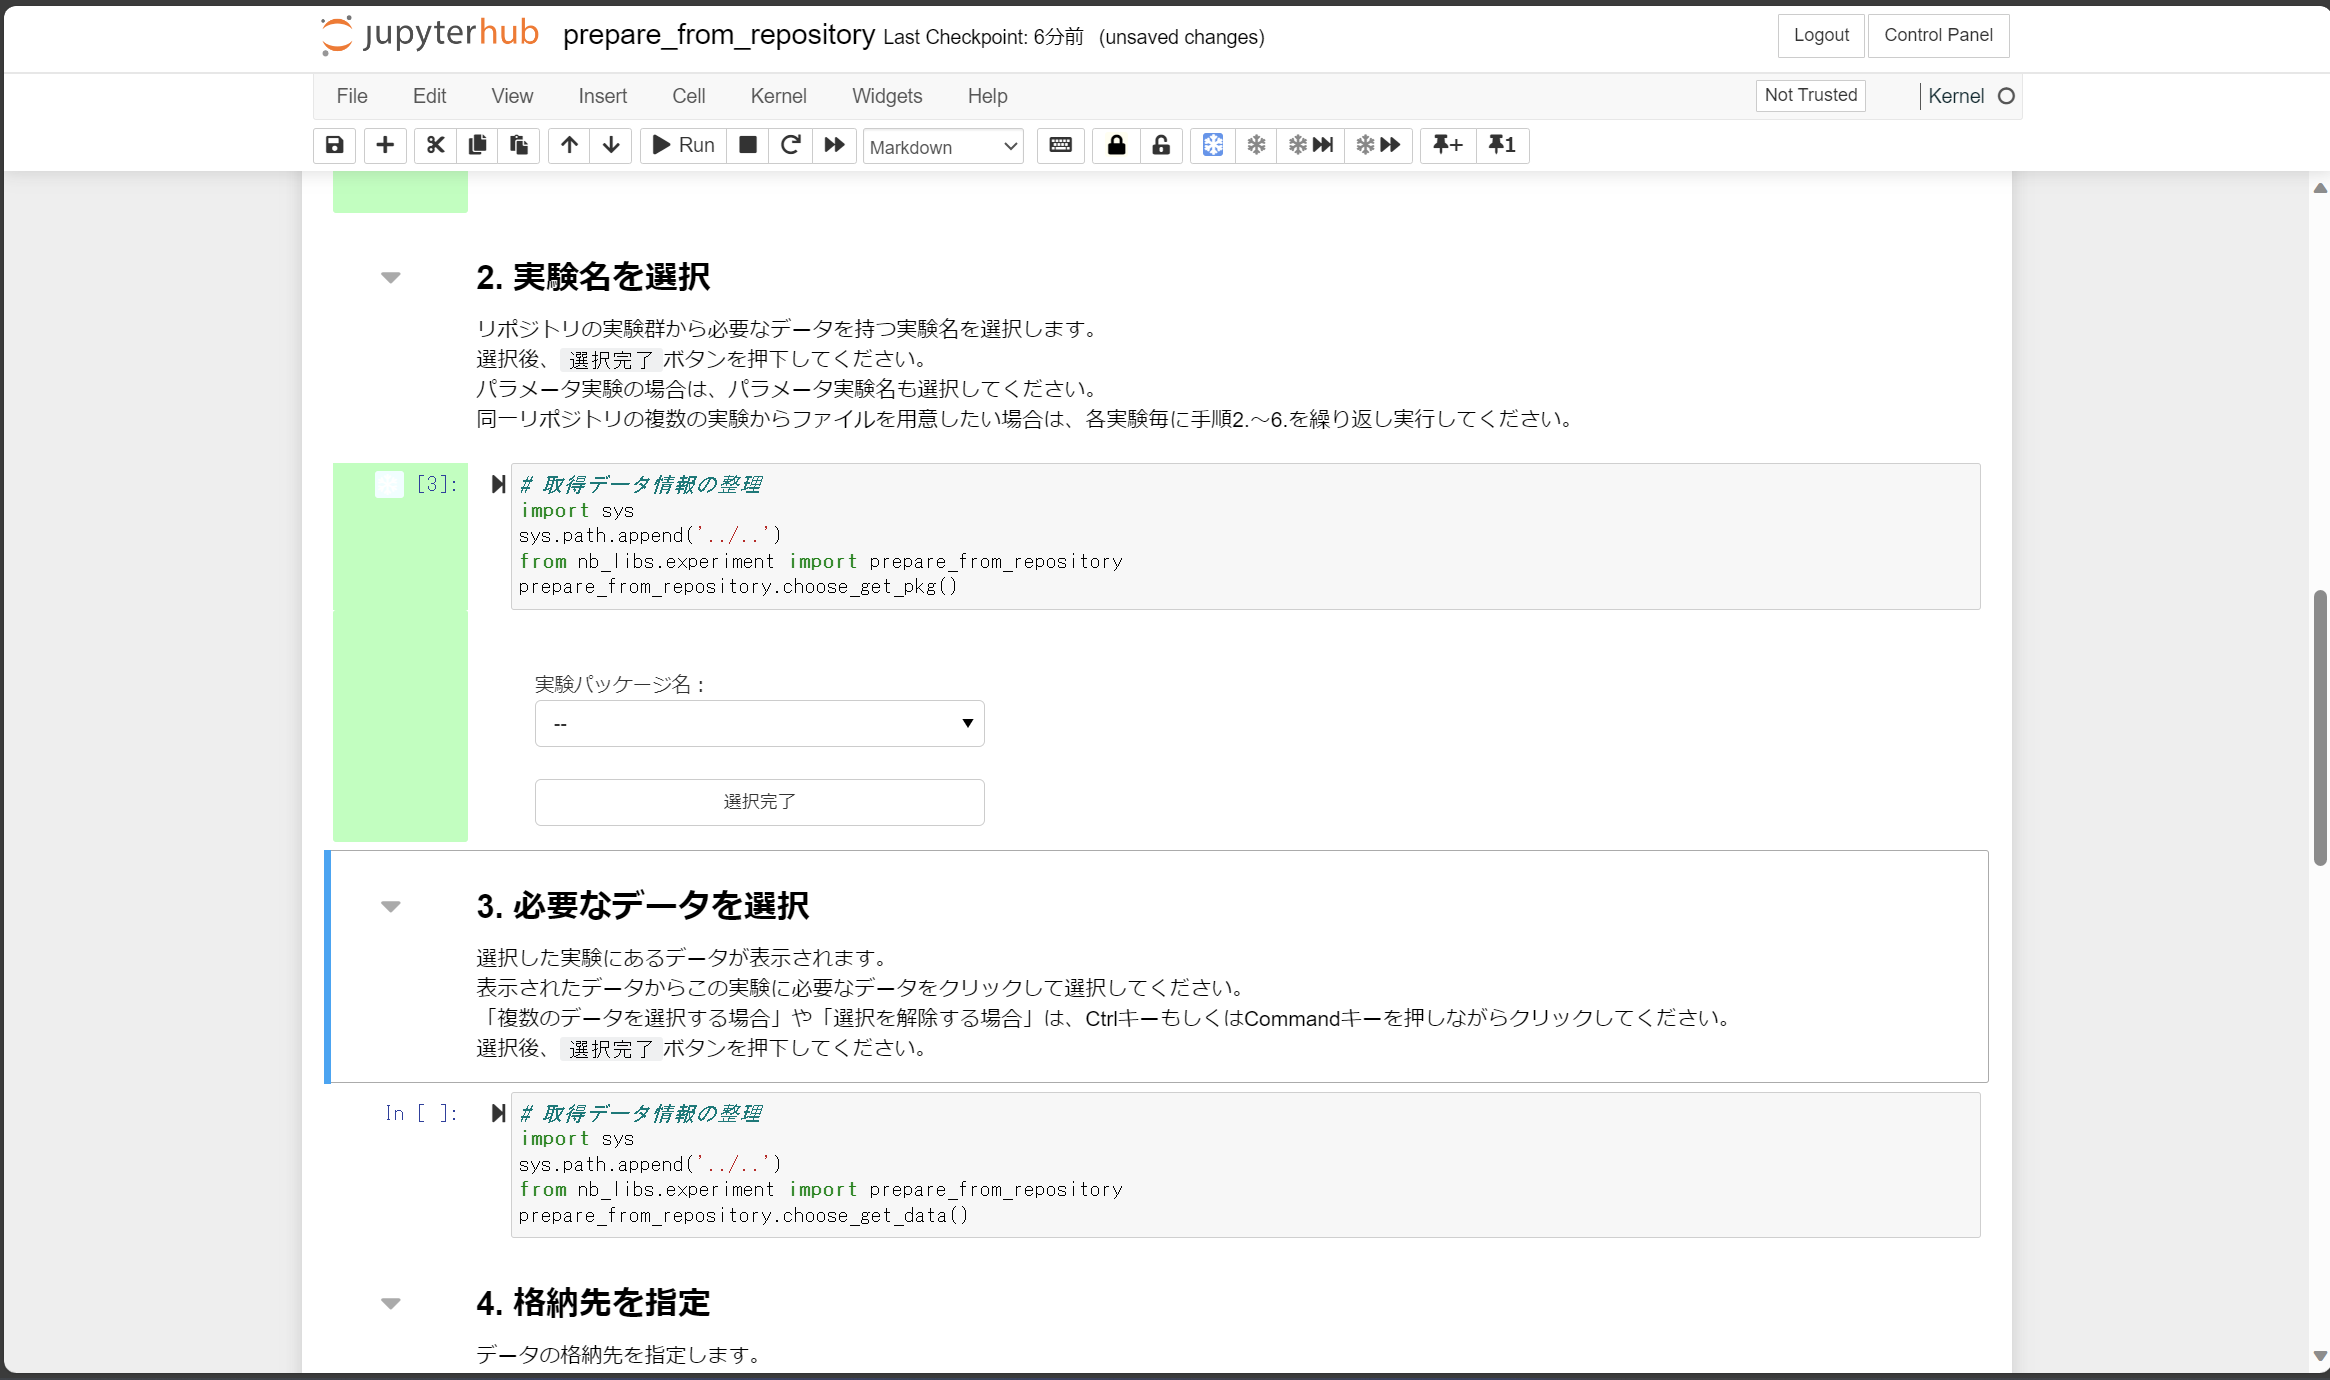 jupyterhub prepare_from_repository Last Checkpoint: 6分前 (unsaved changes) Logout Control Panel
File Edit View Insert Cell Kernel Widgets Help Not Trusted Kernel
Run Markdown + 1
2. 実験名を選択
リポジトリの実験群から必要なデータを持つ実験名を選択します。
選択後、 選択完了 ボタンを押下してください。
パラメータ実験の場合は、パラメータ実験名も選択してください。
同一リポジトリの複数の実験からファイルを用意したい場合は、各実験毎に手順2.～6.を繰り返し実行してください。
[3]: # 取得データ情報の整理
import sys
sys.path.append('../..')
from nb_libs.experiment import prepare_from_repository
prepare_from_repository.choose_get_pkg()
実験パッケージ名：
--
選択完了
3. 必要なデータを選択
選択した実験にあるデータが表示されます。
表示されたデータからこの実験に必要なデータをクリックして選択してください。
「複数のデータを選択する場合」や「選択を解除する場合」は、CtrlキーもしくはCommandキーを押しながらクリックしてください。
選択後、 選択完了 ボタンを押下してください。
In [ ]: # 取得データ情報の整理
import sys
sys.path.append('../..')
from nb_libs.experiment import prepare_from_repository
prepare_from_repository.choose_get_data()
4. 格納先を指定
データの格納先を指定します。